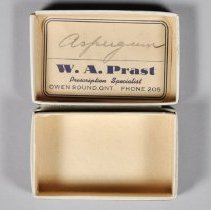 Aspergum
W. A. Prast
Prescription Specialist
OWEN SOUND, ONT. PHONE 205